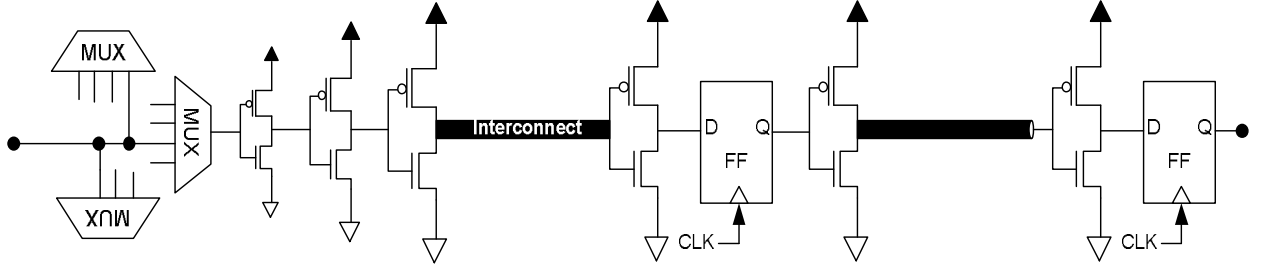 MUX
MUX
MUX
Interconnect
D Q
FF
CLK
D Q
FF
CLK